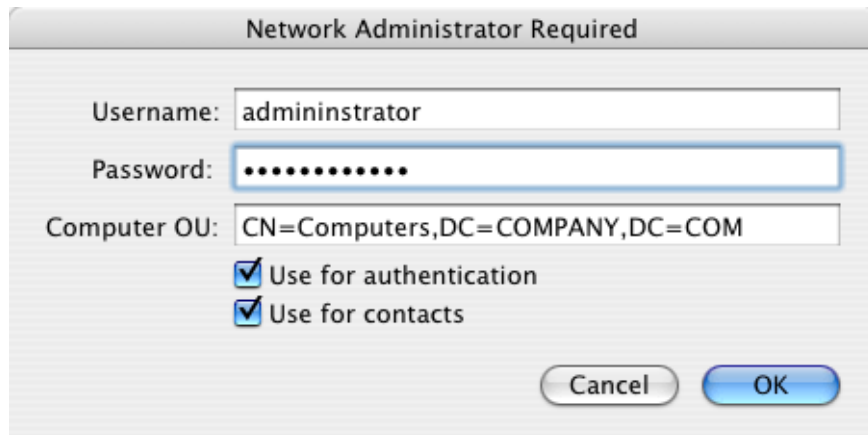 Network Administrator Required
Username: admininstrator
Password: ••••••••••••
Computer OU: CN=Computers,DC=COMPANY,DC=COM
Use for authentication
Use for contacts
Cancel OK